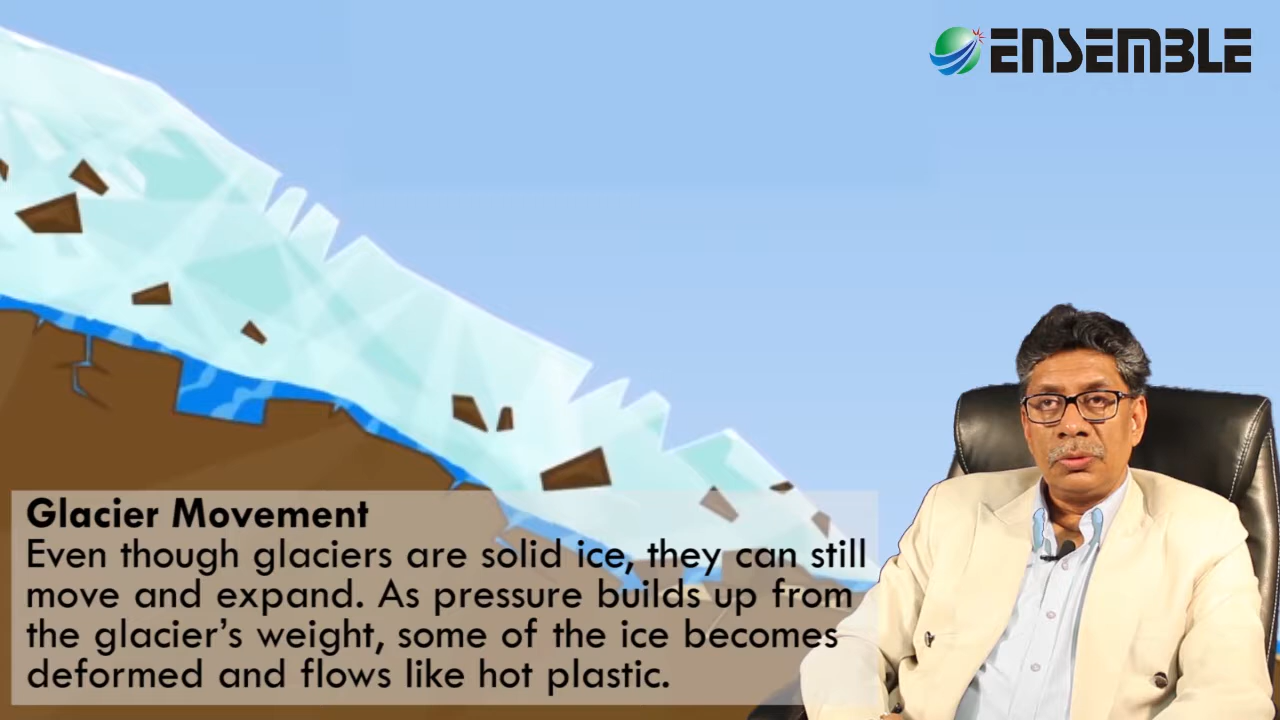 ENSEMBLE
Glacier Movement
Even though glaciers are solid ice, they can still
move and expand. As pressure builds up from
the glacier’s weight, some of the ice becomes
deformed and flows like hot plastic.